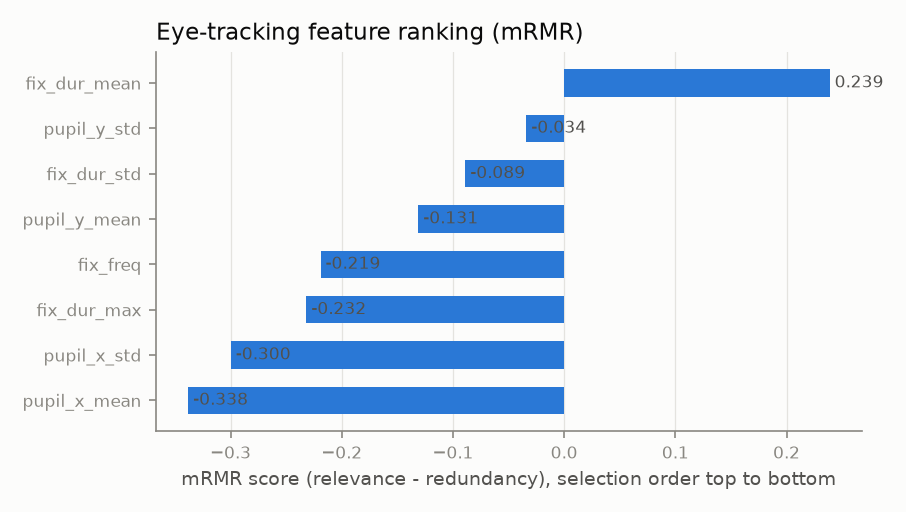 Eye-tracking feature ranking (mRMR)
fix_dur_mean 0.239
pupil_y_std -0.034
fix_dur_std -0.089
pupil_y_mean -0.131
fix_freq -0.219
fix_dur_max -0.232
pupil_x_std -0.300
pupil_x_mean -0.338
−0.3 −0.2 −0.1 0.0 0.1 0.2
mRMR score (relevance - redundancy), selection order top to bottom